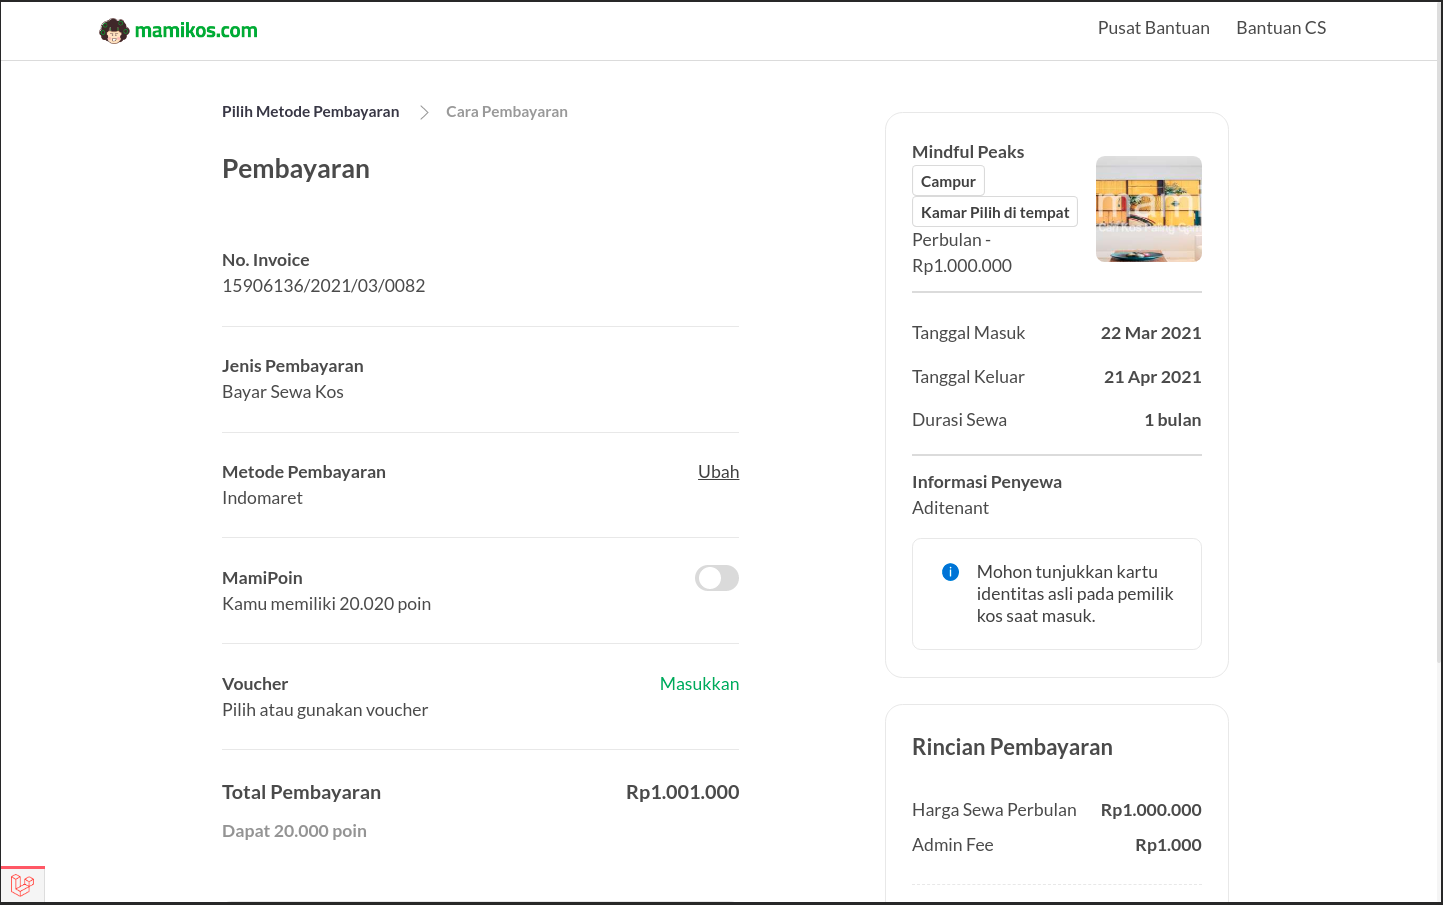 mamikos.com
Pusat Bantuan
Bantuan CS
Pilih Metode Pembayaran
Cara Pembayaran
Pembayaran
No. Invoice
15906136/2021/03/0082
Jenis Pembayaran
Bayar Sewa Kos
Metode Pembayaran
Ubah
Indomaret
MamiPoin
Kamu memiliki 20.020 poin
Voucher
Masukkan
Pilih atau gunakan voucher
Total Pembayaran
Rp1.001.000
Dapat 20.000 poin
Mindful Peaks
Campur
Kamar Pilih di tempat
Perbulan -
Rp1.000.000
mam
Tanggal Masuk
22 Mar 2021
Tanggal Keluar
21 Apr 2021
Durasi Sewa
1 bulan
Informasi Penyewa
Aditenant
Mohon tunjukkan kartu
identitas asli pada pemilik
kos saat masuk.
Rincian Pembayaran
Harga Sewa Perbulan
Rp1.000.000
Admin Fee
Rp1.000